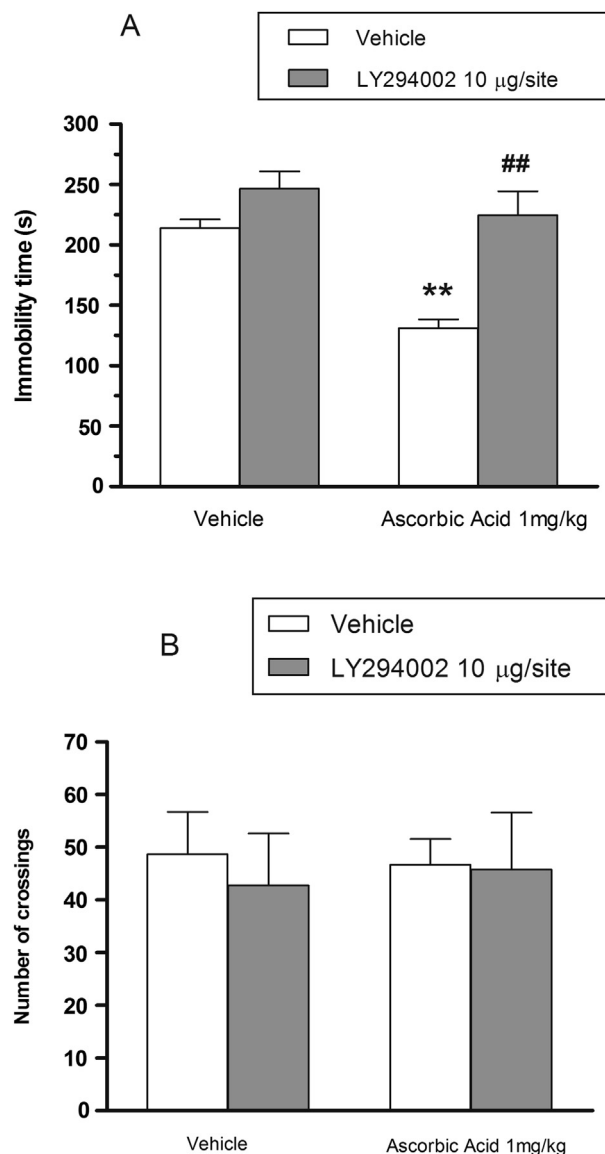 A
Vehicle
LY294002 10 μg/site
300
250
200
150
100
50
0
Immobility time (s)
**
##
Vehicle
Ascorbic Acid 1mg/kg
B
Vehicle
LY294002 10 μg/site
70
60
50
40
30
20
10
0
Number of crossings
Vehicle
Ascorbic Acid 1mg/kg